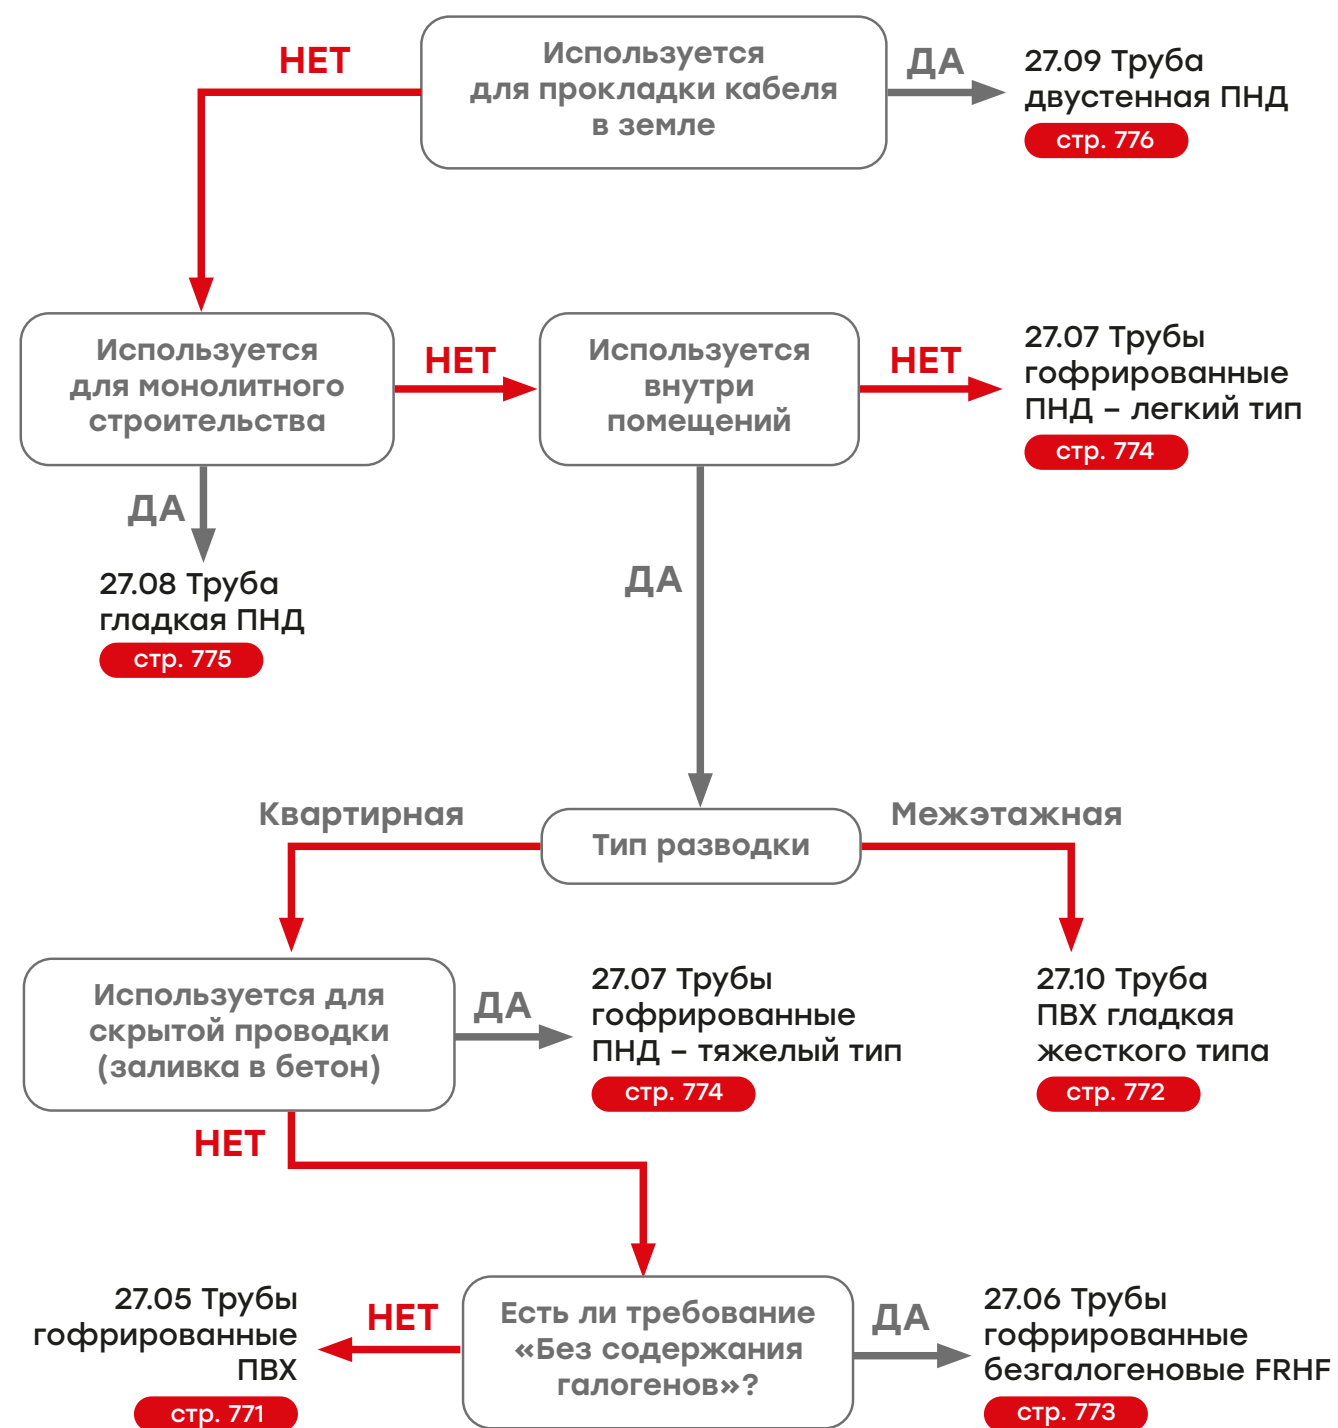 НЕТ
Используется
для прокладки кабеля
в земле
ДА
27.09 Труба
двустенная ПНД
стр. 776
Используется
для монолитного
строительства
НЕТ
Используется
внутри
помещений
НЕТ
27.07 Трубы
гофрированные
ПНД – легкий тип
стр. 774
ДА
27.08 Труба
гладкая ПНД
стр. 775
ДА
Квартирная
Тип разводки
Межэтажная
Используется для
скрытой проводки
(заливка в бетон)
ДА
27.07 Трубы
гофрированные
ПНД – тяжелый тип
стр. 774
27.10 Труба
ПВХ гладкая
жесткого типа
стр. 772
НЕТ
27.05 Трубы
гофрированные
ПВХ
стр. 771
НЕТ
Есть ли требование
«Без содержания
галогенов»?
ДА
27.06 Трубы
гофрированные
безгалогеновые FRHF
стр. 773